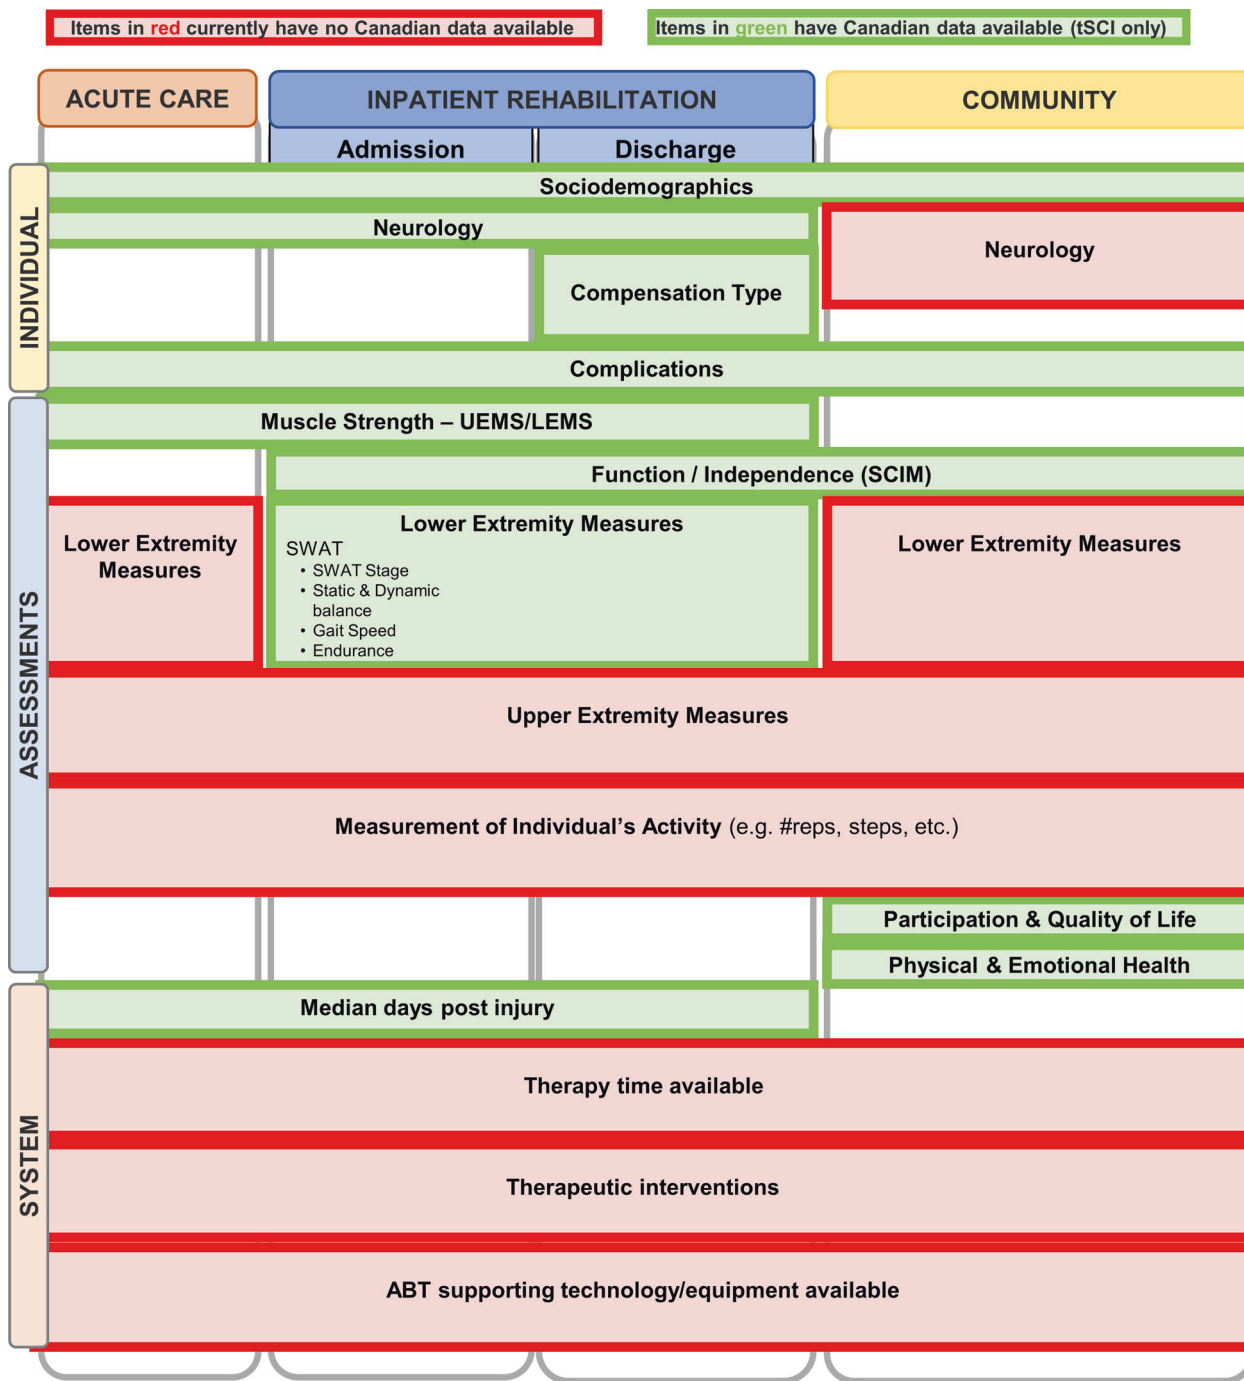 Items in red currently have no Canadian data available
Items in green have Canadian data available (tSCI only)
ACUTE CARE
INPATIENT REHABILITATION
COMMUNITY
Admission
Discharge
INDIVIDUAL
Sociodemographics
Neurology
Neurology
Compensation Type
Complications
ASSESSMENTS
Muscle Strength – UEMS/LEMS
Function / Independence (SCIM)
Lower Extremity
Measures
Lower Extremity Measures
SWAT
• SWAT Stage
• Static & Dynamic
balance
• Gait Speed
• Endurance
Lower Extremity Measures
Upper Extremity Measures
Measurement of Individual’s Activity (e.g. #reps, steps, etc.)
Participation & Quality of Life
Physical & Emotional Health
SYSTEM
Median days post injury
Therapy time available
Therapeutic interventions
ABT supporting technology/equipment available